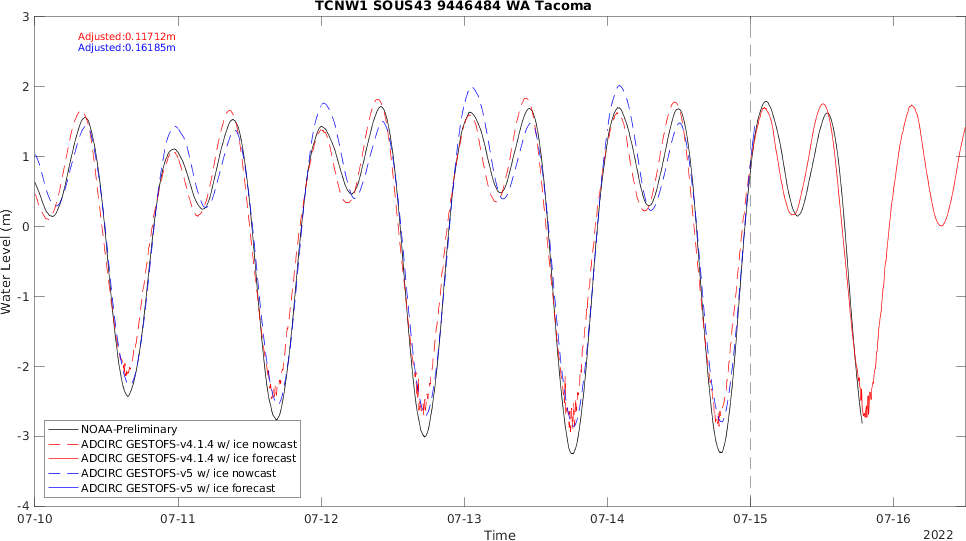 TCNW1 SOUS43 9446484 WA Tacoma
Adjusted:0.11712m
Adjusted:0.16185m
3
2
1
0
-1
-2
-3
-4
Water Level (m)
NOAA-Preliminary
ADCIRC GESTOFS-v4.1.4 w/ ice nowcast
ADCIRC GESTOFS-v4.1.4 w/ ice forecast
ADCIRC GESTOFS-v5 w/ ice nowcast
ADCIRC GESTOFS-v5 w/ ice forecast
07-10 07-11 07-12 07-13 07-14 07-15 07-16
Time
2022